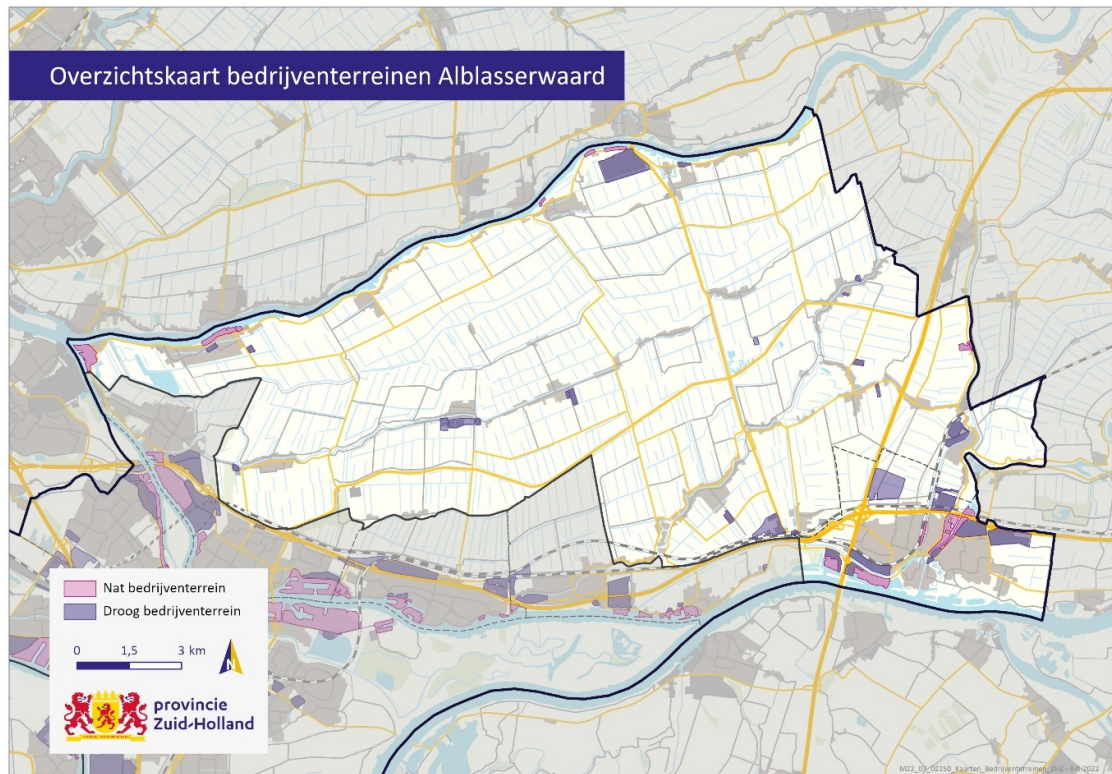 Overzichtskaart bedrijventerreinen Alblasserwaard
Nat bedrijventerrein
Droog bedrijventerrein
0 1,5 3 km
N
provincie
Zuid-Holland